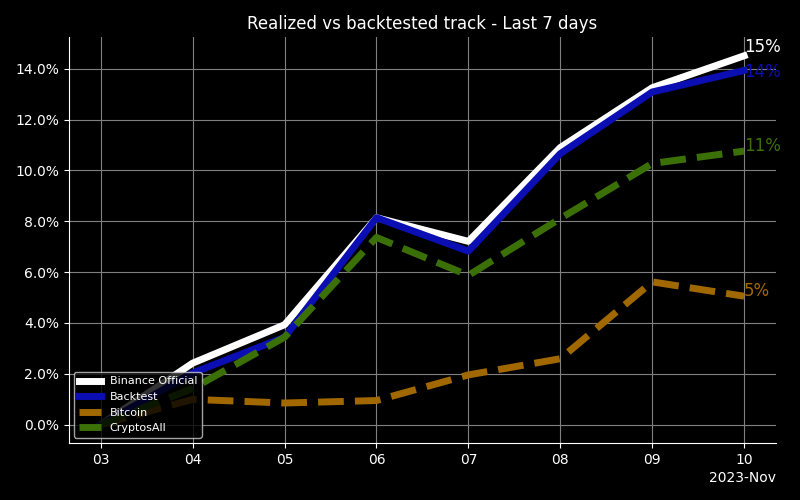 Realized vs backtested track - Last 7 days
15%
14%
14.0%
12.0%
11%
10.0%
8.0%
6.0%
5%
4.0%
2.0%
Binance Official
Backtest
Bitcoin
CryptosAll
0.0%
03 04 05 06 07 08 09 10
2023-Nov